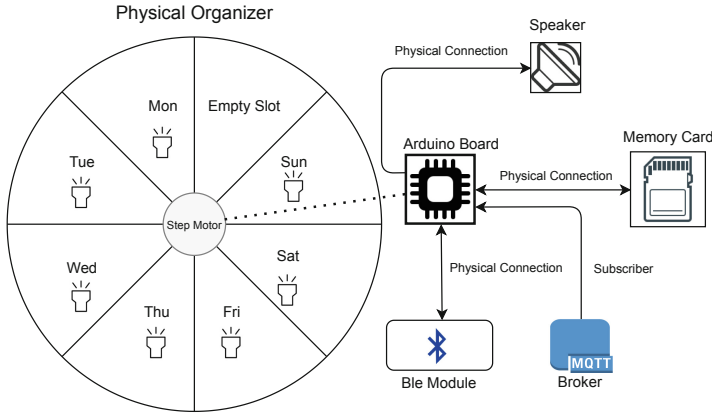 Physical Organizer
Speaker
Physical Connection
Mon
Empty Slot
Arduino Board
Memory Card
Tue
Sun
Physical Connection
Step Motor
Wed
Sat
Physical Connection
Subscriber
Thu
Fri
MQTT
Ble Module
Broker